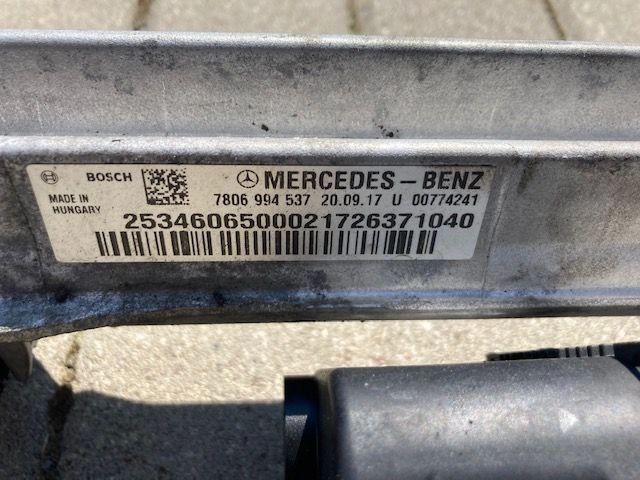 BOSCH
MERCEDES-BENZ
MADE IN
HUNGARY
7806 994 537 20.09.17 U 00774241
2534606500021726371040